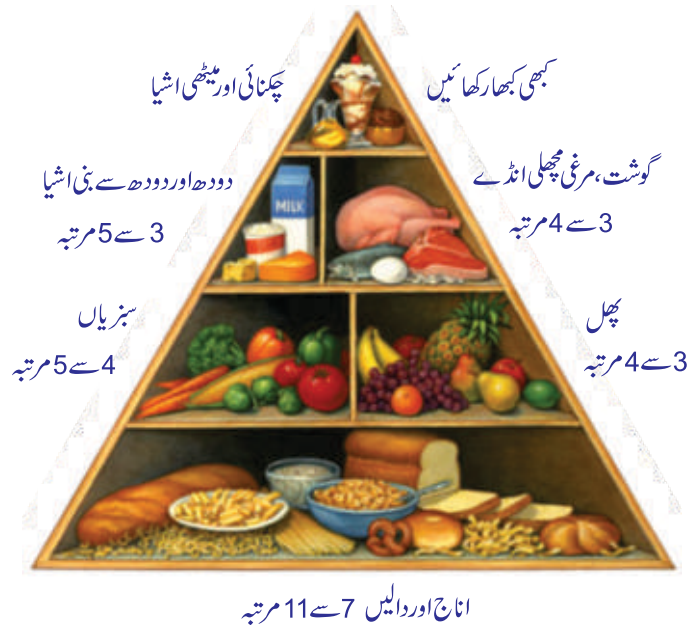 کبھی کبھار کھائیں
چکنائی اور میٹھی اشیا
گوشت، مرغی مچھلی انڈے
3 سے 4 مرتبہ
دودھ اور دودھ سے بنی اشیا
3 سے 5 مرتبہ
MILK
پھل
3 سے 4 مرتبہ
سبزیاں
4 سے 5 مرتبہ
اناج اور دالیں 7 سے 11 مرتبہ